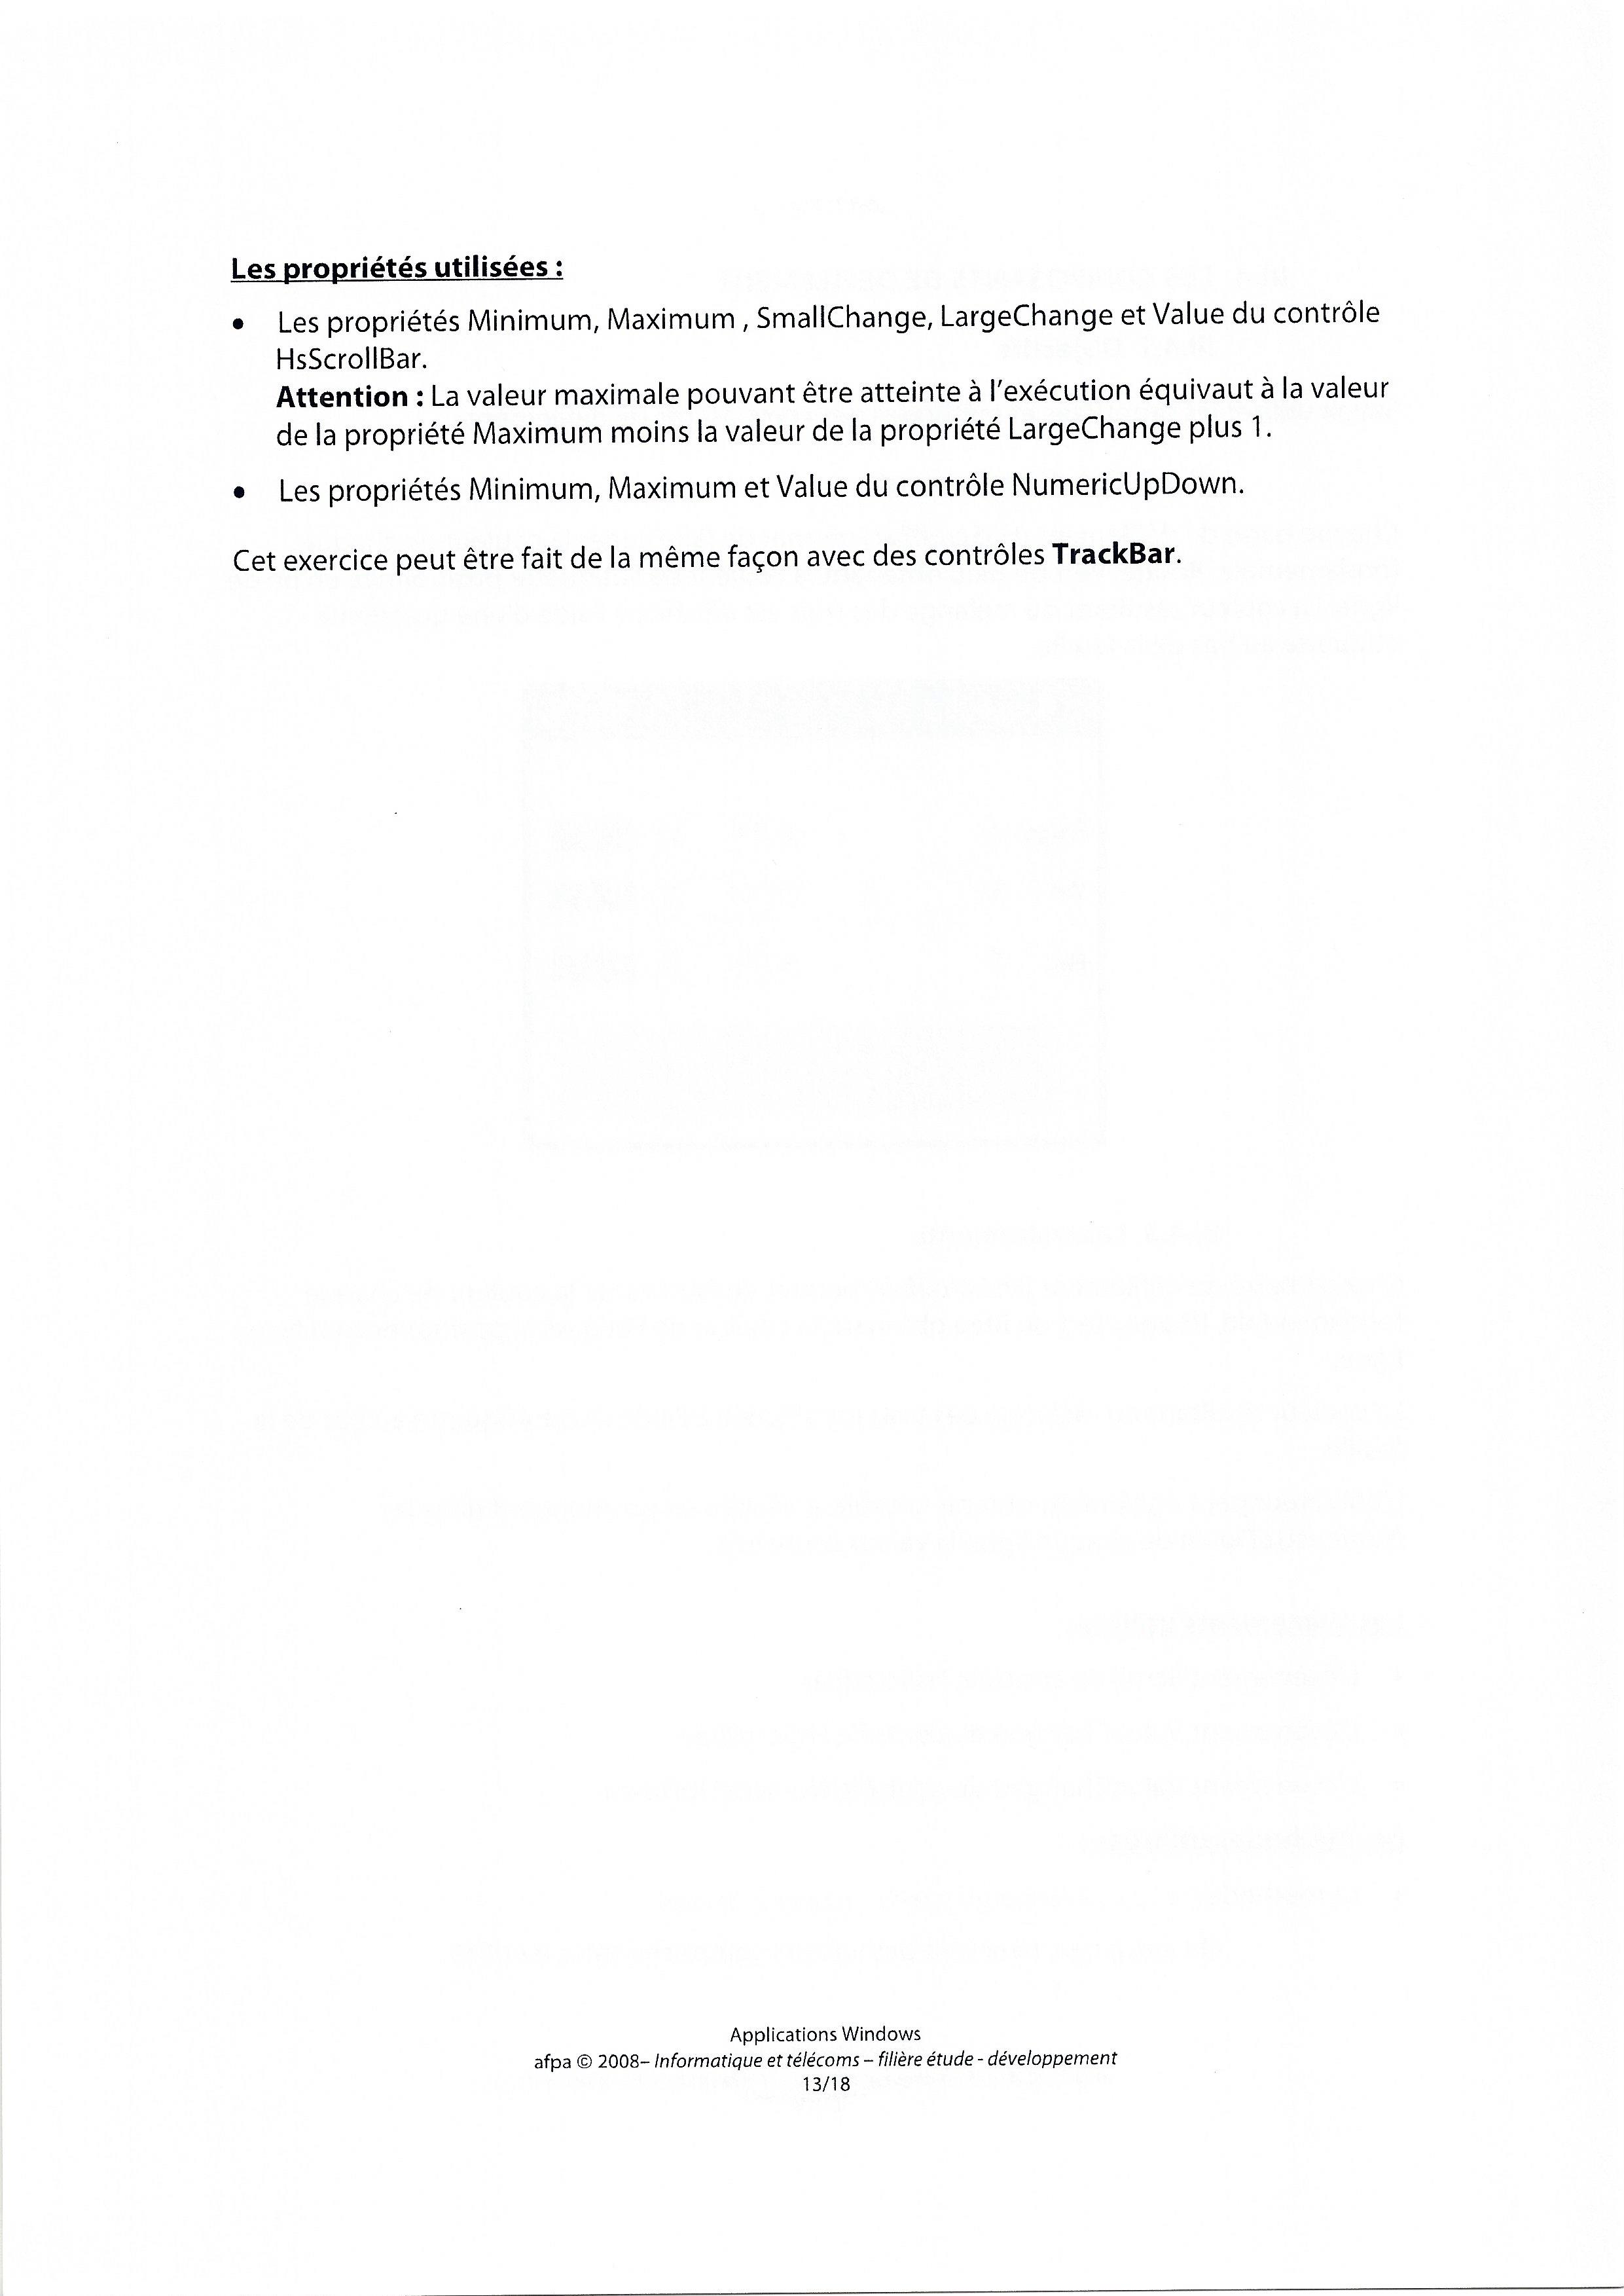 Les propriétés utilisées :
• Les propriétés Minimum, Maximum , SmallChange, LargeChange et Value du contrôle
HsScrollBar.
Attention : La valeur maximale pouvant être atteinte à l'exécution équivaut à la valeur
de la propriété Maximum moins la valeur de la propriété LargeChange plus 1.
• Les propriétés Minimum, Maximum et Value du contrôle NumericUpDown.
Cet exercice peut être fait de la même façon avec des contrôles TrackBar.
Applications Windows
afpa © 2008– Informatique et télécoms – filière étude - développement
13/18